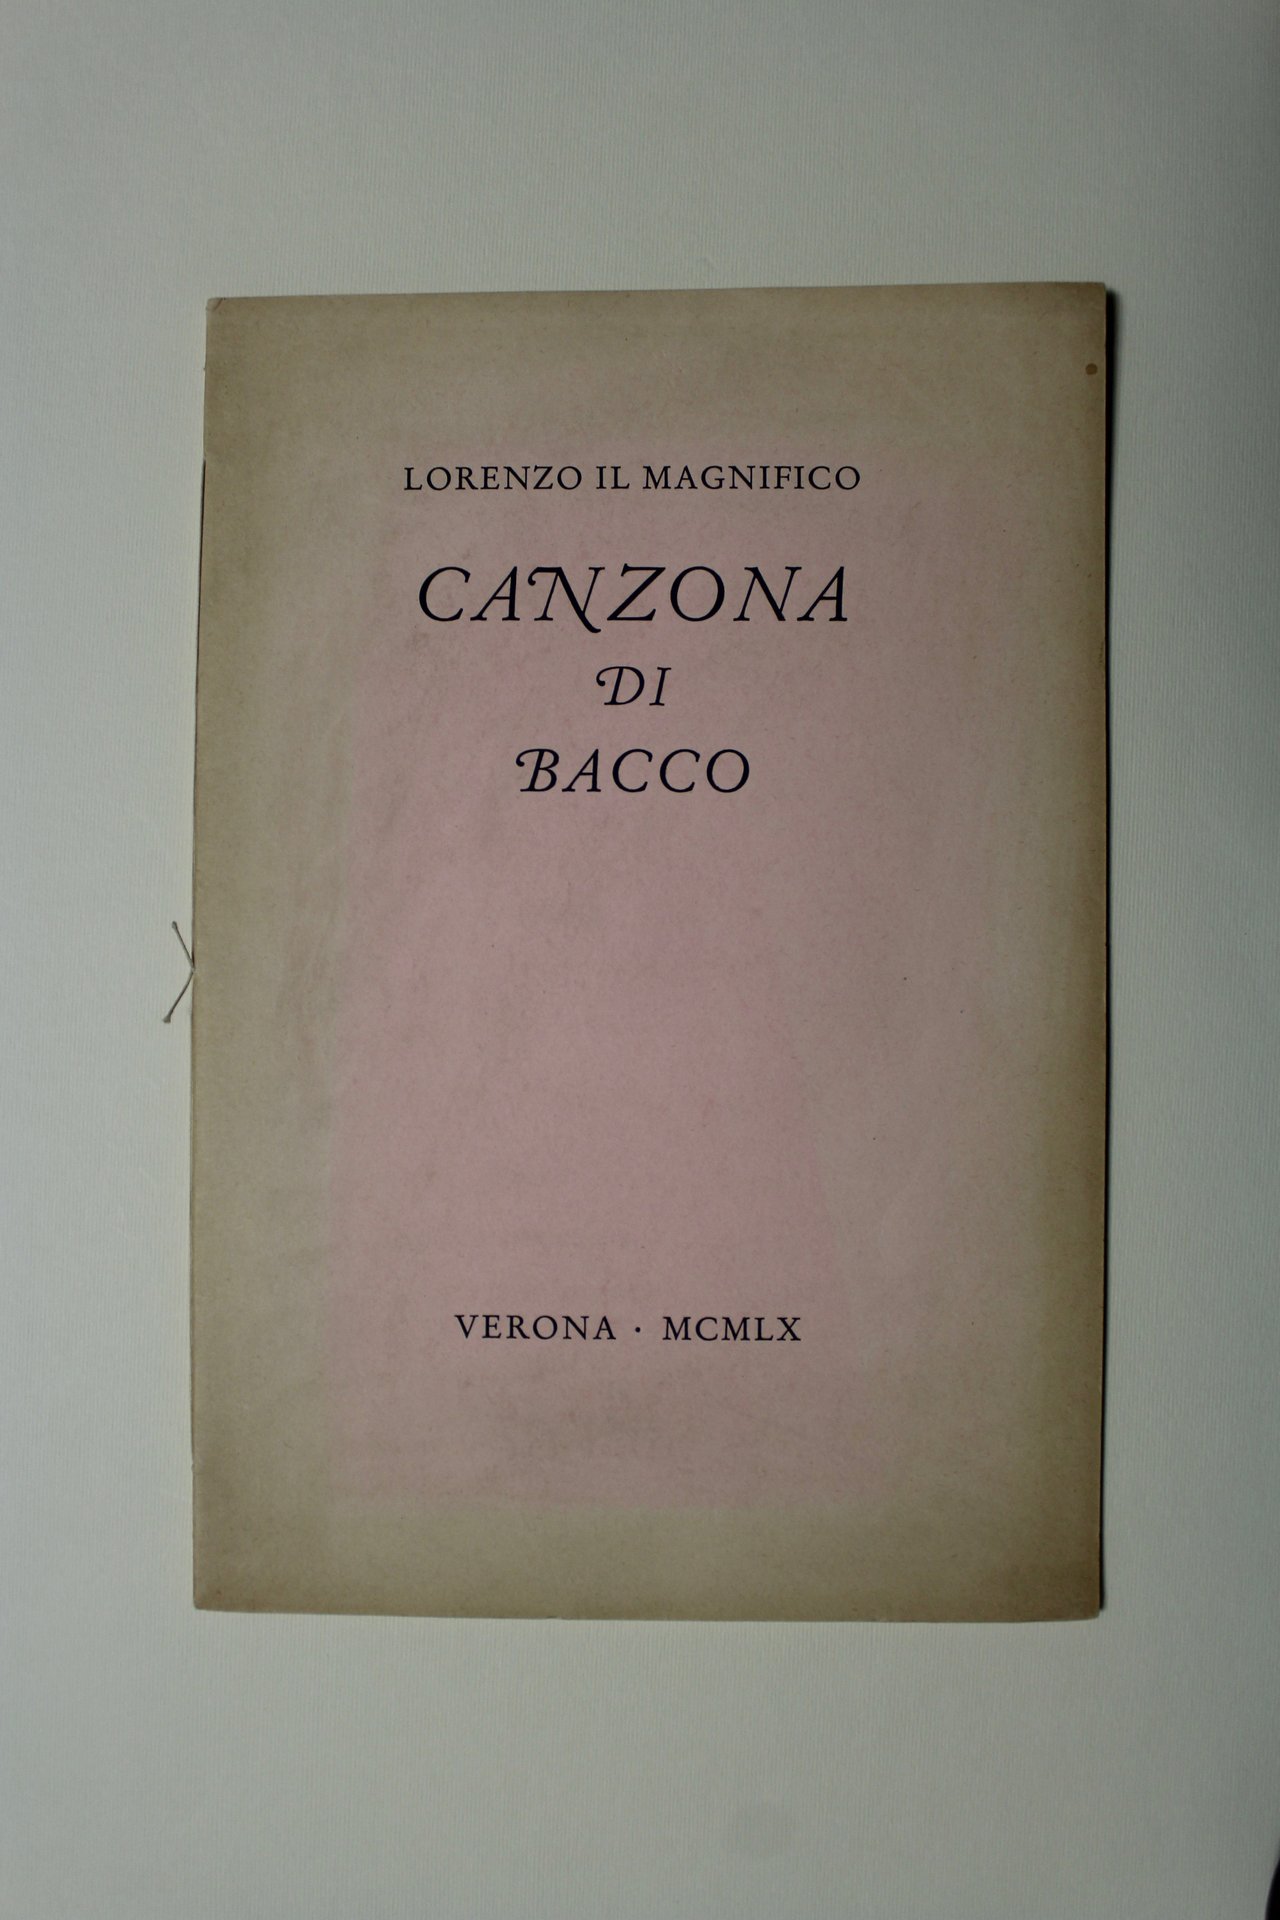 LORENZO IL MAGNIFICO
CANZONA
DI
BACCO
VERONA · MCMLX